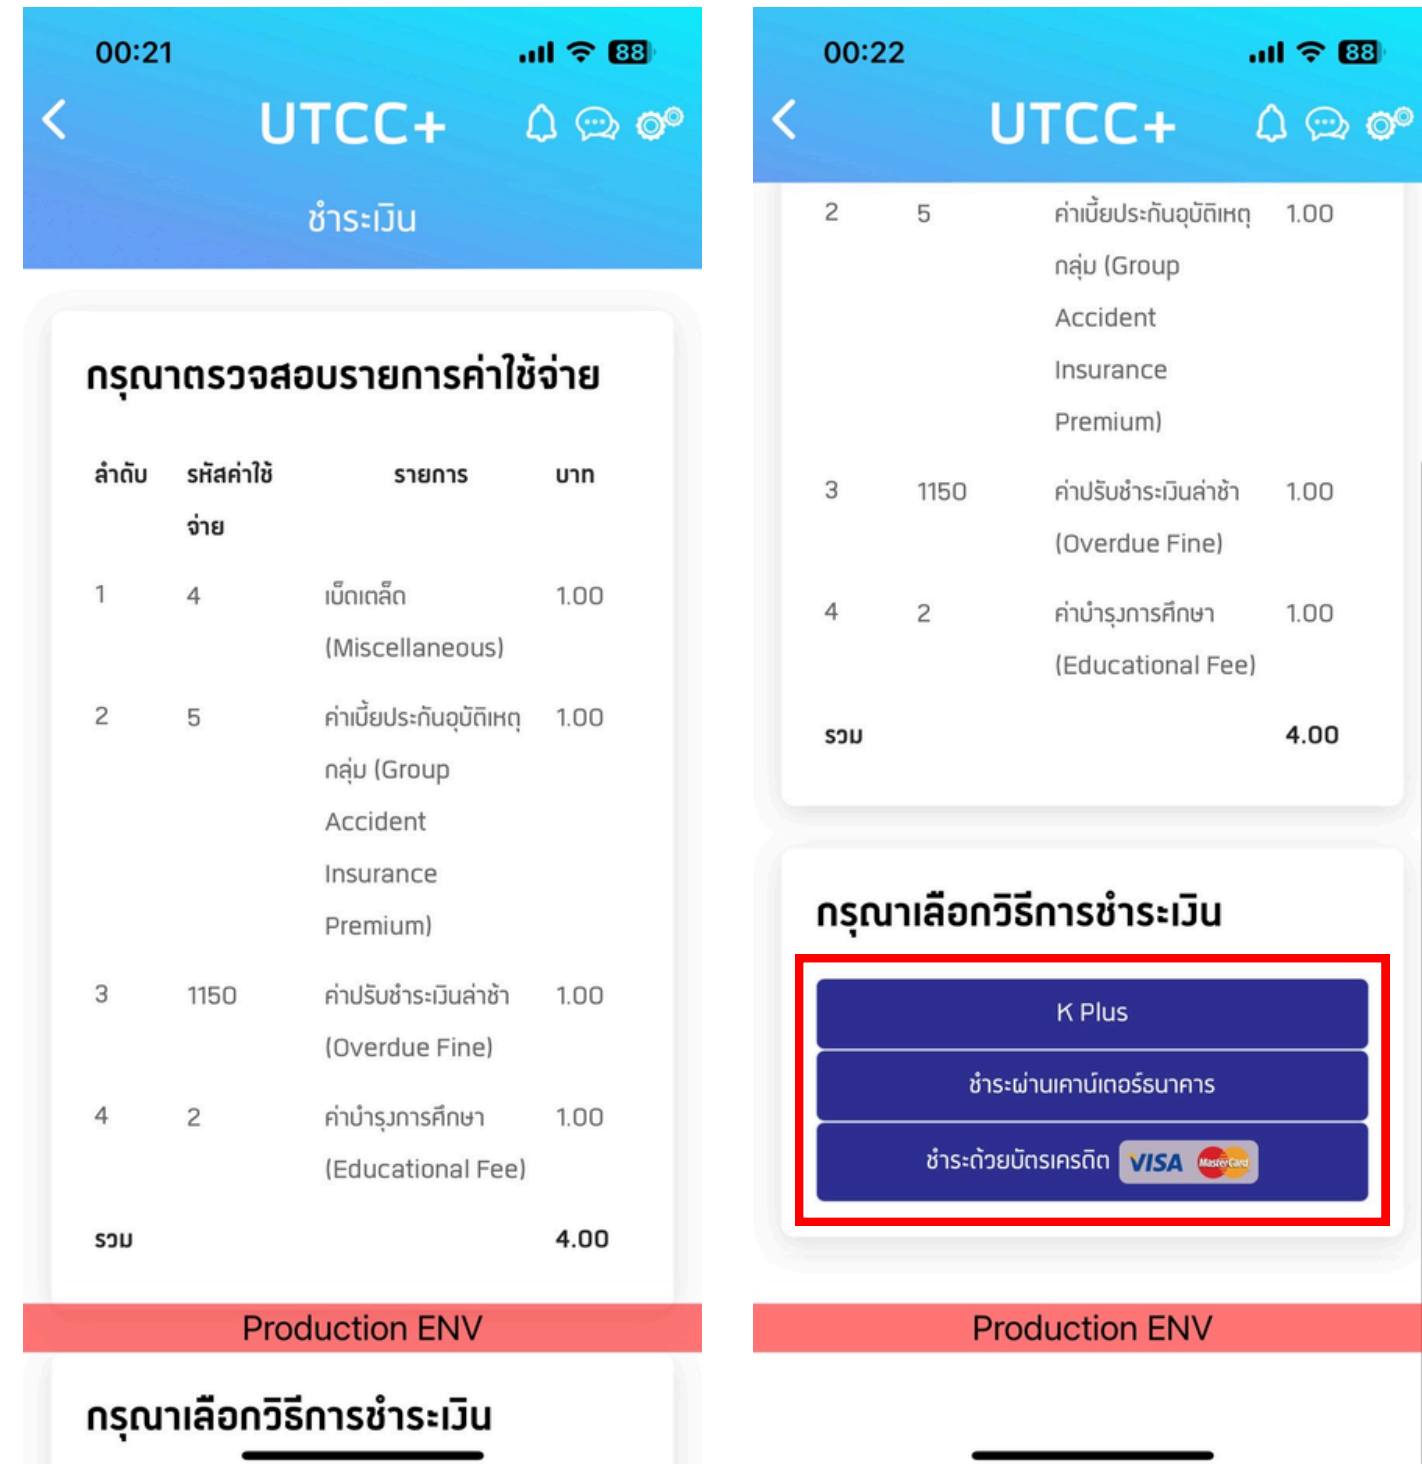 00:21
88
UTCC+
ชำระเงิน
กรุณาตรวจสอบรายการค่าใช้จ่าย
ลำดับ รหัสค่าใช้ รายการ บาท
จ่าย
1 4 เบ็ดเตล็ด 1.00
(Miscellaneous)
2 5 ค่าเบี้ยประกันอุบัติเหตุ 1.00
กลุ่ม (Group
Accident
Insurance
Premium)
3 1150 ค่าปรับชำระเงินล่าช้า 1.00
(Overdue Fine)
4 2 ค่าบำรุงการศึกษา 1.00
(Educational Fee)
รวม 4.00
Production ENV
กรุณาเลือกวิธีการชำระเงิน
00:22
88
UTCC+
2 5 ค่าเบี้ยประกันอุบัติเหตุ 1.00
กลุ่ม (Group
Accident
Insurance
Premium)
3 1150 ค่าปรับชำระเงินล่าช้า 1.00
(Overdue Fine)
4 2 ค่าบำรุงการศึกษา 1.00
(Educational Fee)
รวม 4.00
กรุณาเลือกวิธีการชำระเงิน
K Plus
ชำระผ่านเคาน์เตอร์ธนาคาร
ชำระด้วยบัตรเครดิต VISA MasterCard
Production ENV